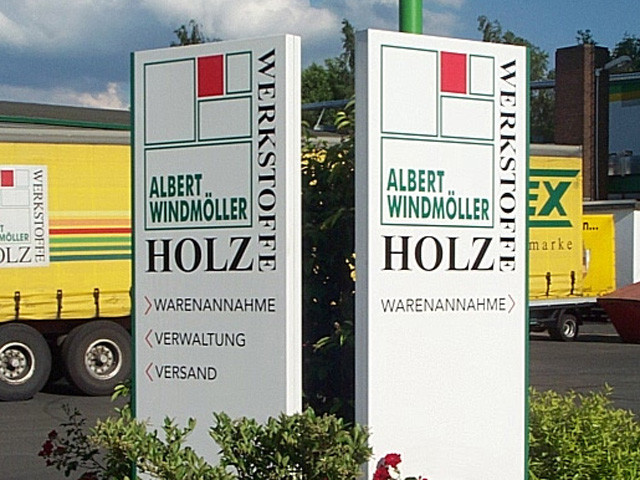 WERKSTOFFE
ALBERT
WINDMÖLLER
HOLZ
WARENANNAHME
VERWALTUNG
VERSAND
WERKSTOFFE
ALBERT
WINDMÖLLER
HOLZ
WARENANNAHME
WERKSTOFFE
MÖLLER
OLZ
EX
marke